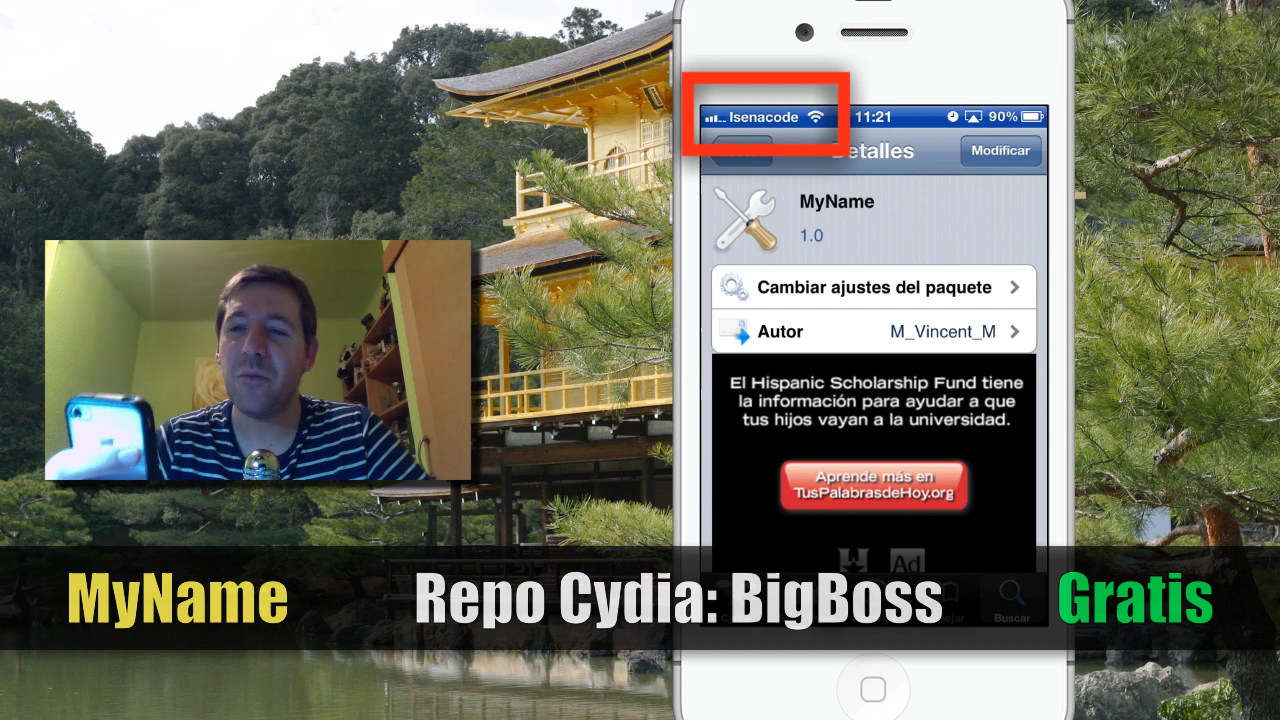 Isenacode 11:21 90%
Detalles Modificar
MyName
1.0
Cambiar ajustes del paquete
Autor M_Vincent_M
El Hispanic Scholarship Fund tiene
la información para ayudar a que
tus hijos vayan a la universidad.
Aprende más en
TusPalabrasdeHoy.org
Ad
MyName Repo Cydia: BigBoss Gratis
Buscar